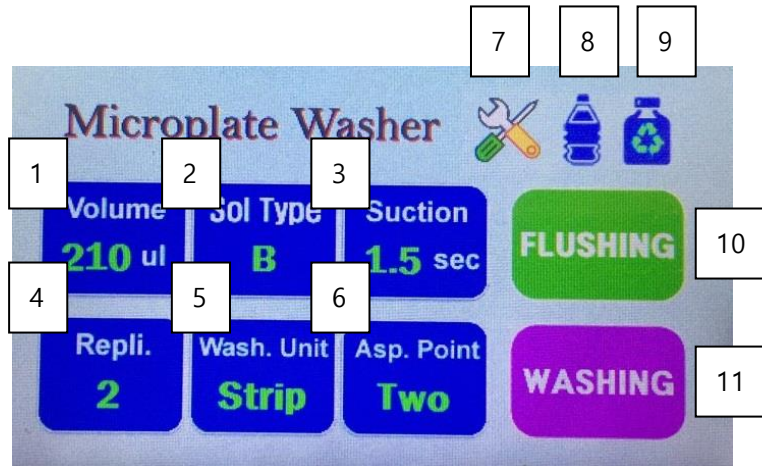 7 8 9
Microplate Washer
1 2 3
Volume Sol Type Suction
210 ul B 1.5 sec FLUSHING 10
4 5 6
Repli. Wash. Unit Asp. Point
2 Strip Two WASHING 11